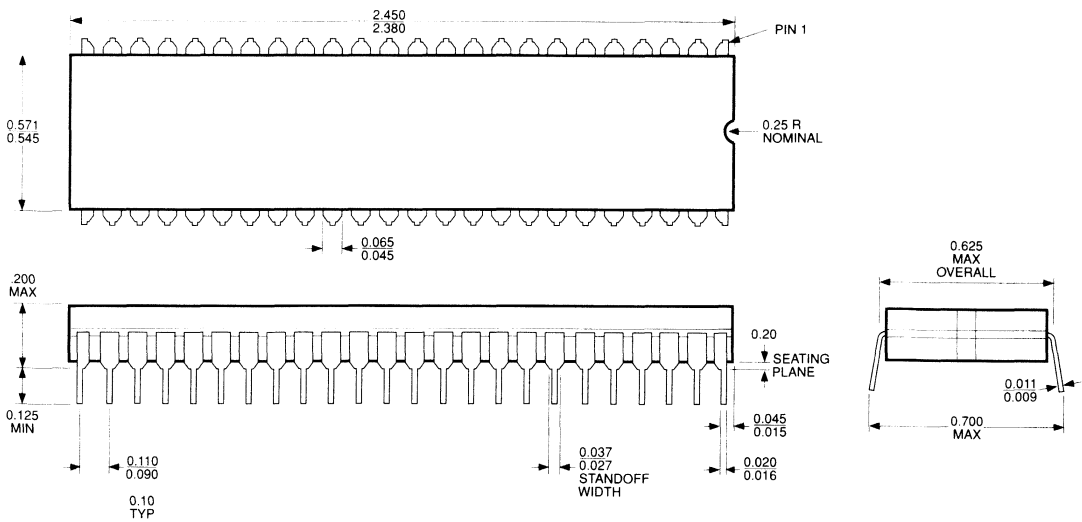 2.450
2.380
PIN 1
0.571
0.545
0.25 R
NOMINAL
0.065
0.045
.200
MAX
0.125
MIN
0.110
0.090
0.10
TYP
0.037
0.027
STANDOFF
WIDTH
0.20
SEATING
PLANE
0.045
0.015
0.020
0.016
0.625
MAX
OVERALL
0.011
0.009
0.700
MAX